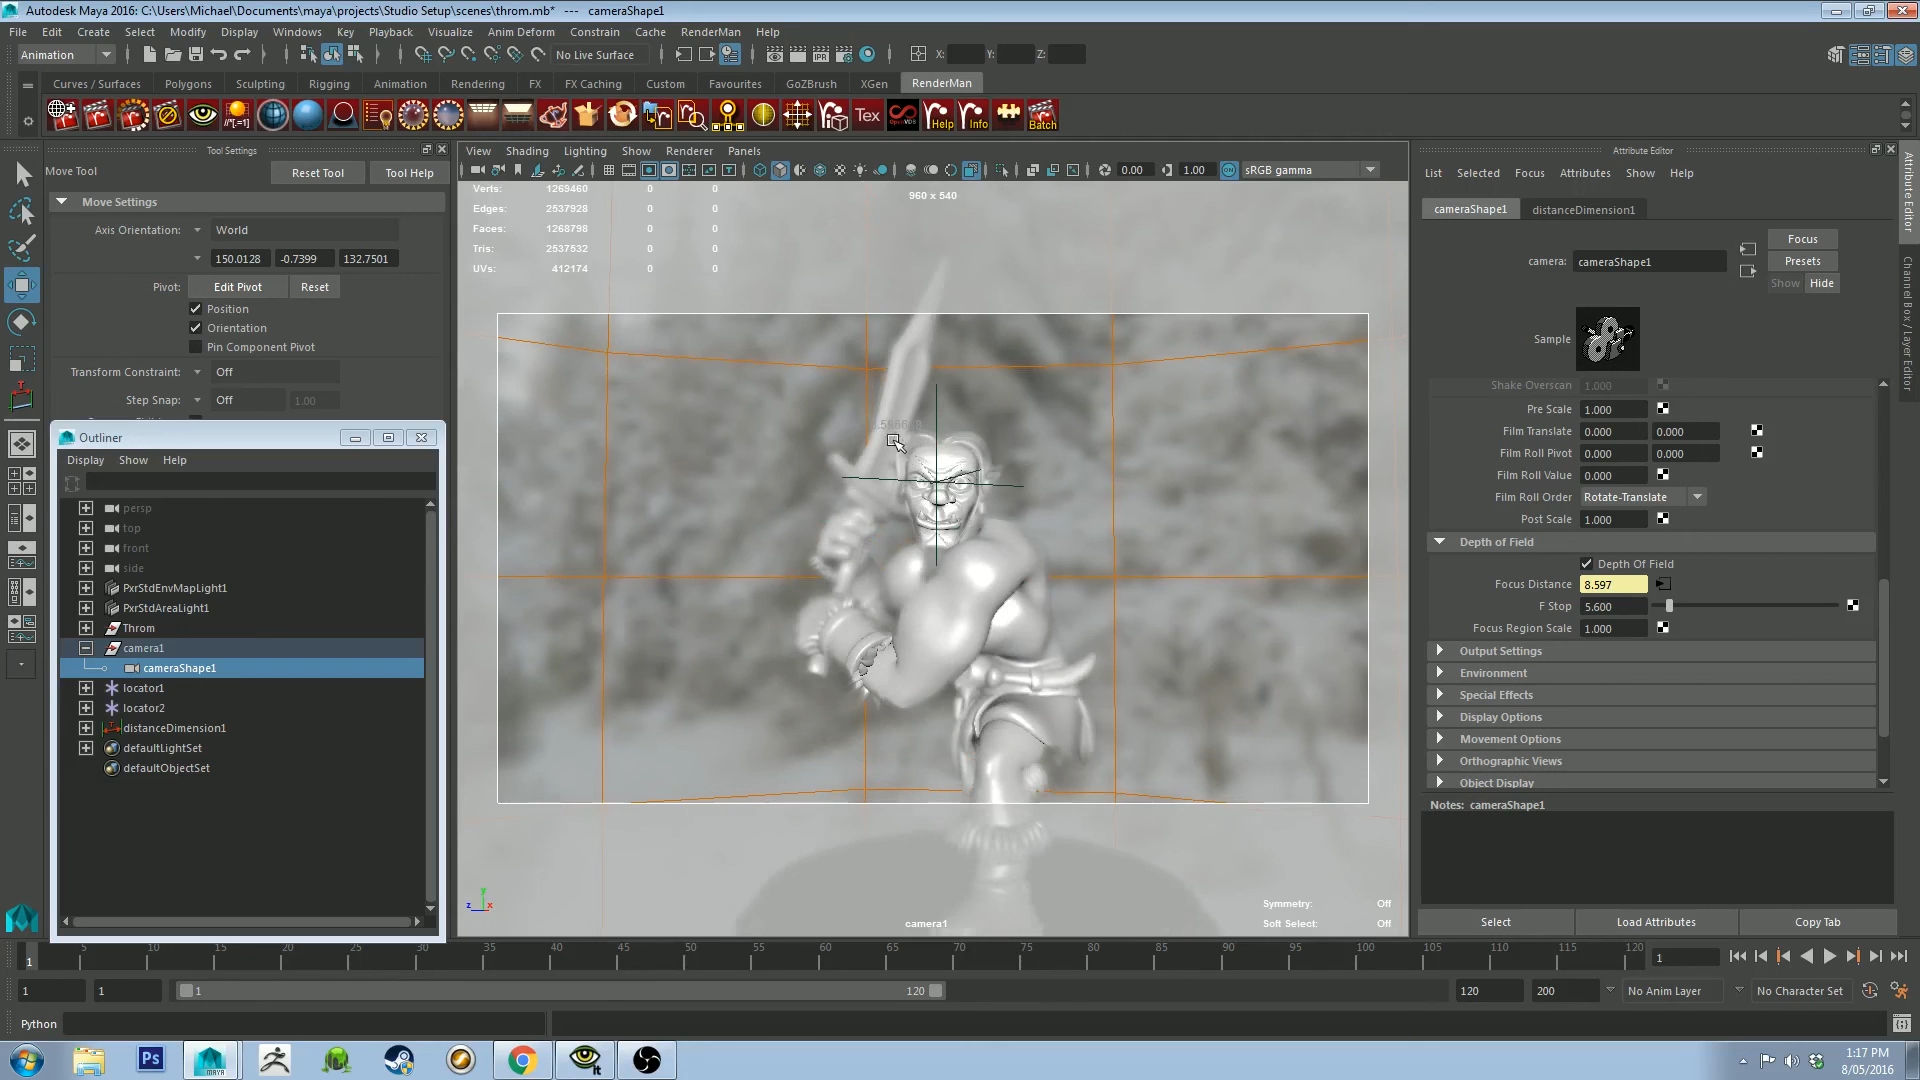 Autodesk Maya 2016: C:\Users\Michael\Documents\maya\projects\Studio Setup\scenes\throm.mb* --- cameraShape1
File Edit Create Select Modify Display Windows Key Playback Visualize Anim Deform Constrain Cache RenderMan Help
Animation No Live Surface X: Y: Z:
Curves / Surfaces Polygons Sculpting Rigging Animation Rendering FX FX Caching Custom Favourites GoZBrush XGen RenderMan
Tex Help Info Batch
Tool Settings
Move Tool Reset Tool Tool Help
Move Settings
Axis Orientation: World
150.0128 -0.7399 132.7501
Pivot: Edit Pivot Reset
Position
Orientation
Pin Component Pivot
Transform Constraint: Off
Step Snap: Off 1.00
Outliner
Display Show Help
persp
top
front
side
PxrStdEnvMapLight1
PxrStdAreaLight1
Throm
camera1
cameraShape1
locator1
locator2
distanceDimension1
defaultLightSet
defaultObjectSet
View Shading Lighting Show Renderer Panels
0.00 1.00 sRGB gamma
Verts: 1269460 0 0
Edges: 2537928 0 0
Faces: 1268798 0 0
Tris: 2537532 0 0
UVs: 412174 0 0
960 x 540
z y x
camera1
Symmetry: Off
Soft Select: Off
Attribute Editor
List Selected Focus Attributes Show Help
cameraShape1 distanceDimension1
camera: cameraShape1
Focus
Presets
Show Hide
Sample
Shake Overscan 1.000
Pre Scale 1.000
Film Translate 0.000 0.000
Film Roll Pivot 0.000 0.000
Film Roll Value 0.000
Film Roll Order Rotate-Translate
Post Scale 1.000
Depth of Field
Depth Of Field
Focus Distance 8.597
F Stop 5.600
Focus Region Scale 1.000
Output Settings
Environment
Special Effects
Display Options
Movement Options
Orthographic Views
Object Display
Notes: cameraShape1
Select Load Attributes Copy Tab
Attribute Editor
Channel Box / Layer Editor
5 10 15 20 25 30 35 40 45 50 55 60 65 70 75 80 85 90 95 100 105 110 115 120
1 1
1 1 1 120 120 200 No Anim Layer No Character Set
Python
Ps MAYA It
1:17 PM
8/05/2016